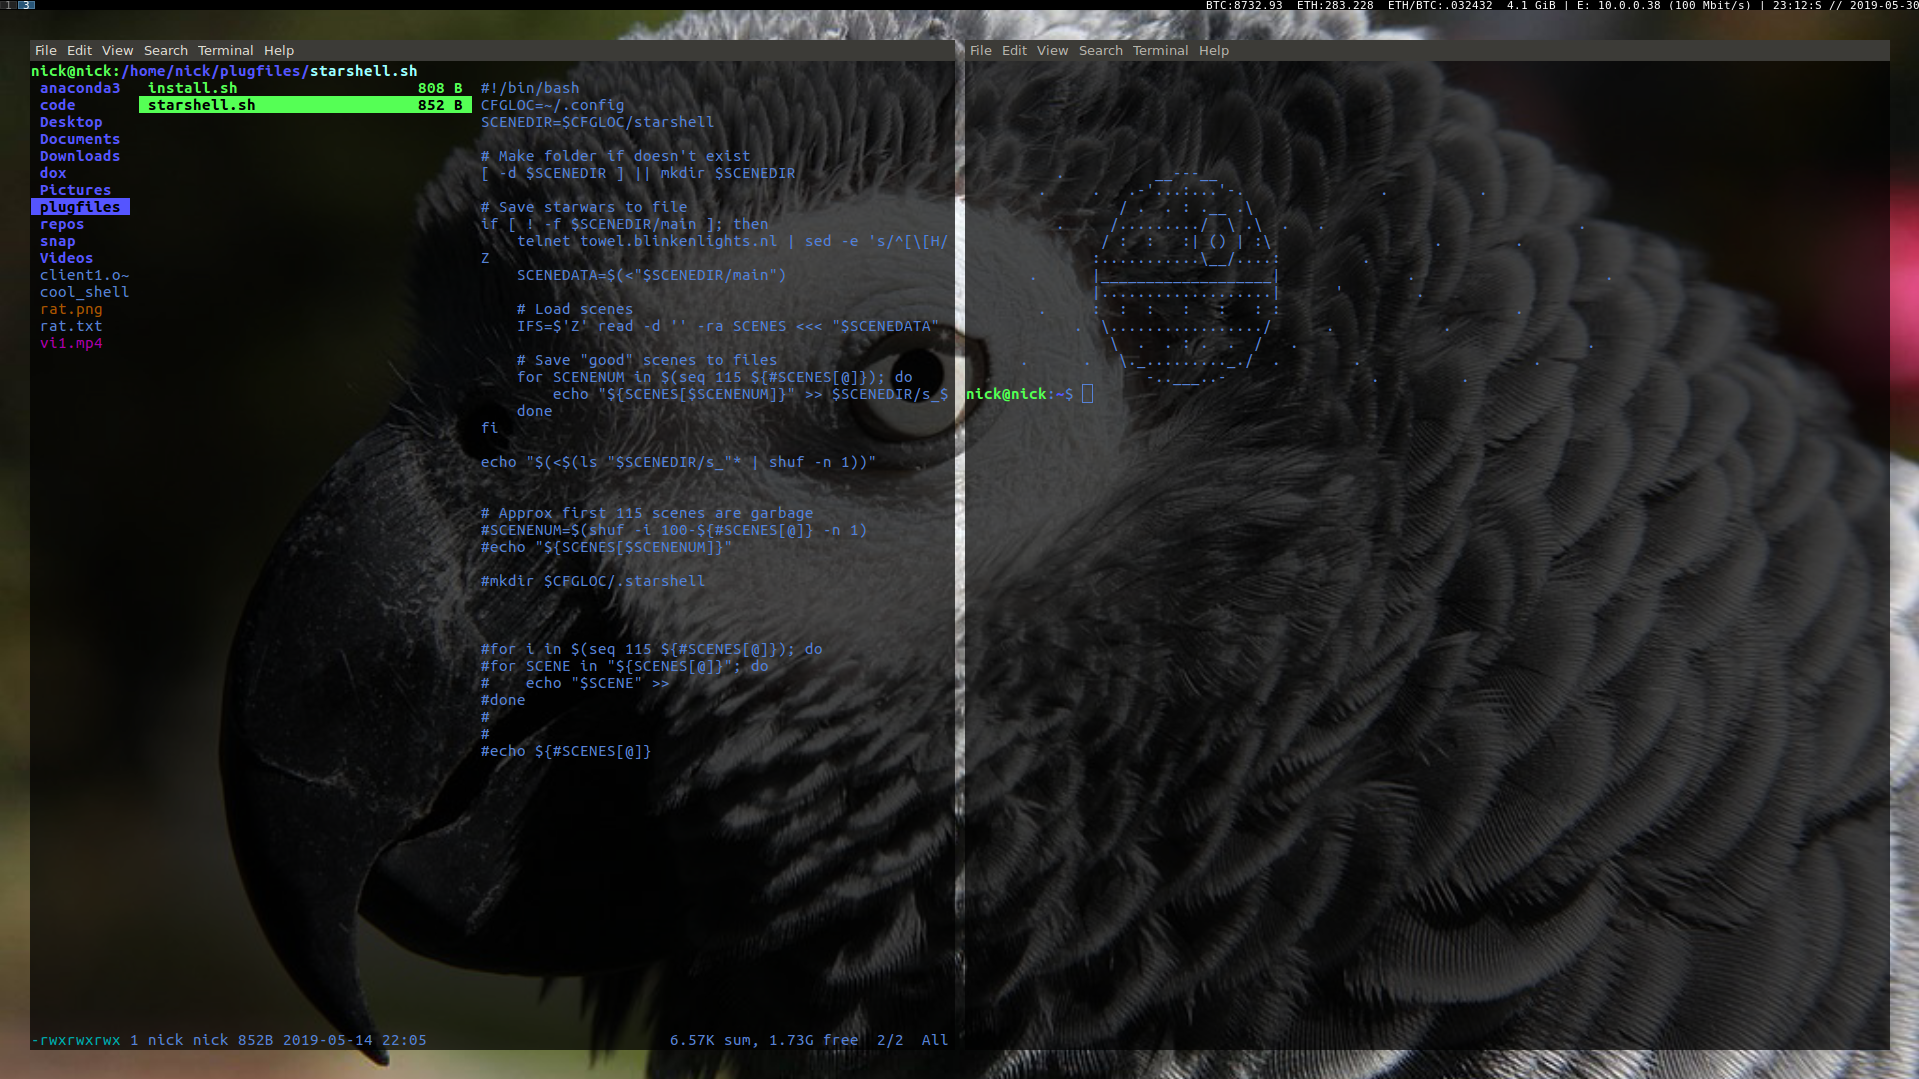 1 3 BTC:8732.93 ETH:283.228 ETH/BTC:.032432 4.1 GiB | E: 10.0.0.38 (100 Mbit/s) | 23:12:S // 2019-05-30
File Edit View Search Terminal Help
nick@nick:/home/nick/plugfiles/starshell.sh
anaconda3
code
Desktop
Documents
Downloads
dox
Pictures
plugfiles
repos
snap
Videos
client1.o~
cool_shell
rat.png
rat.txt
vi1.mp4
install.sh 808 B
starshell.sh 852 B
#!/bin/bash
CFGLOC=~/.config
SCENEDIR=$CFGLOC/starshell
# Make folder if doesn't exist
[ -d $SCENEDIR ] || mkdir $SCENEDIR
# Save starwars to file
if [ ! -f $SCENEDIR/main ]; then
    telnet towel.blinkenlights.nl | sed -e 's/^[\[H/
Z
    SCENEDATA=$(<"$SCENEDIR/main")
    # Load scenes
    IFS=$'Z' read -d '' -ra SCENES <<< "$SCENEDATA"
    # Save "good" scenes to files
    for SCENENUM in $(seq 115 ${#SCENES[@]}); do
        echo "${SCENES[$SCENENUM]}" >> $SCENEDIR/s_$
    done
fi
echo "$(<$(ls "$SCENEDIR/s_"* | shuf -n 1))"
# Approx first 115 scenes are garbage
#SCENENUM=$(shuf -i 100-${#SCENES[@]} -n 1)
#echo "${SCENES[$SCENENUM]}"
#mkdir $CFGLOC/.starshell
#for i in $(seq 115 ${#SCENES[@]}); do
#for SCENE in "${SCENES[@]}"; do
#    echo "$SCENE" >>
#done
#
#
#echo ${#SCENES[@]}
-rwxrwxrwx 1 nick nick 852B 2019-05-14 22:05 6.57K sum, 1.73G free 2/2 All
File Edit View Search Terminal Help
nick@nick:~$